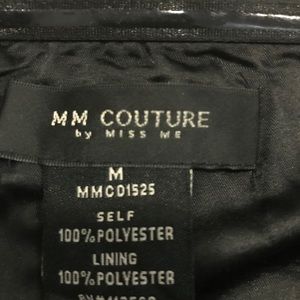 MM COUTURE
by MISS ME
M
MMC01525
SELF
100%POLYESTER
LINING
100%POLYESTER